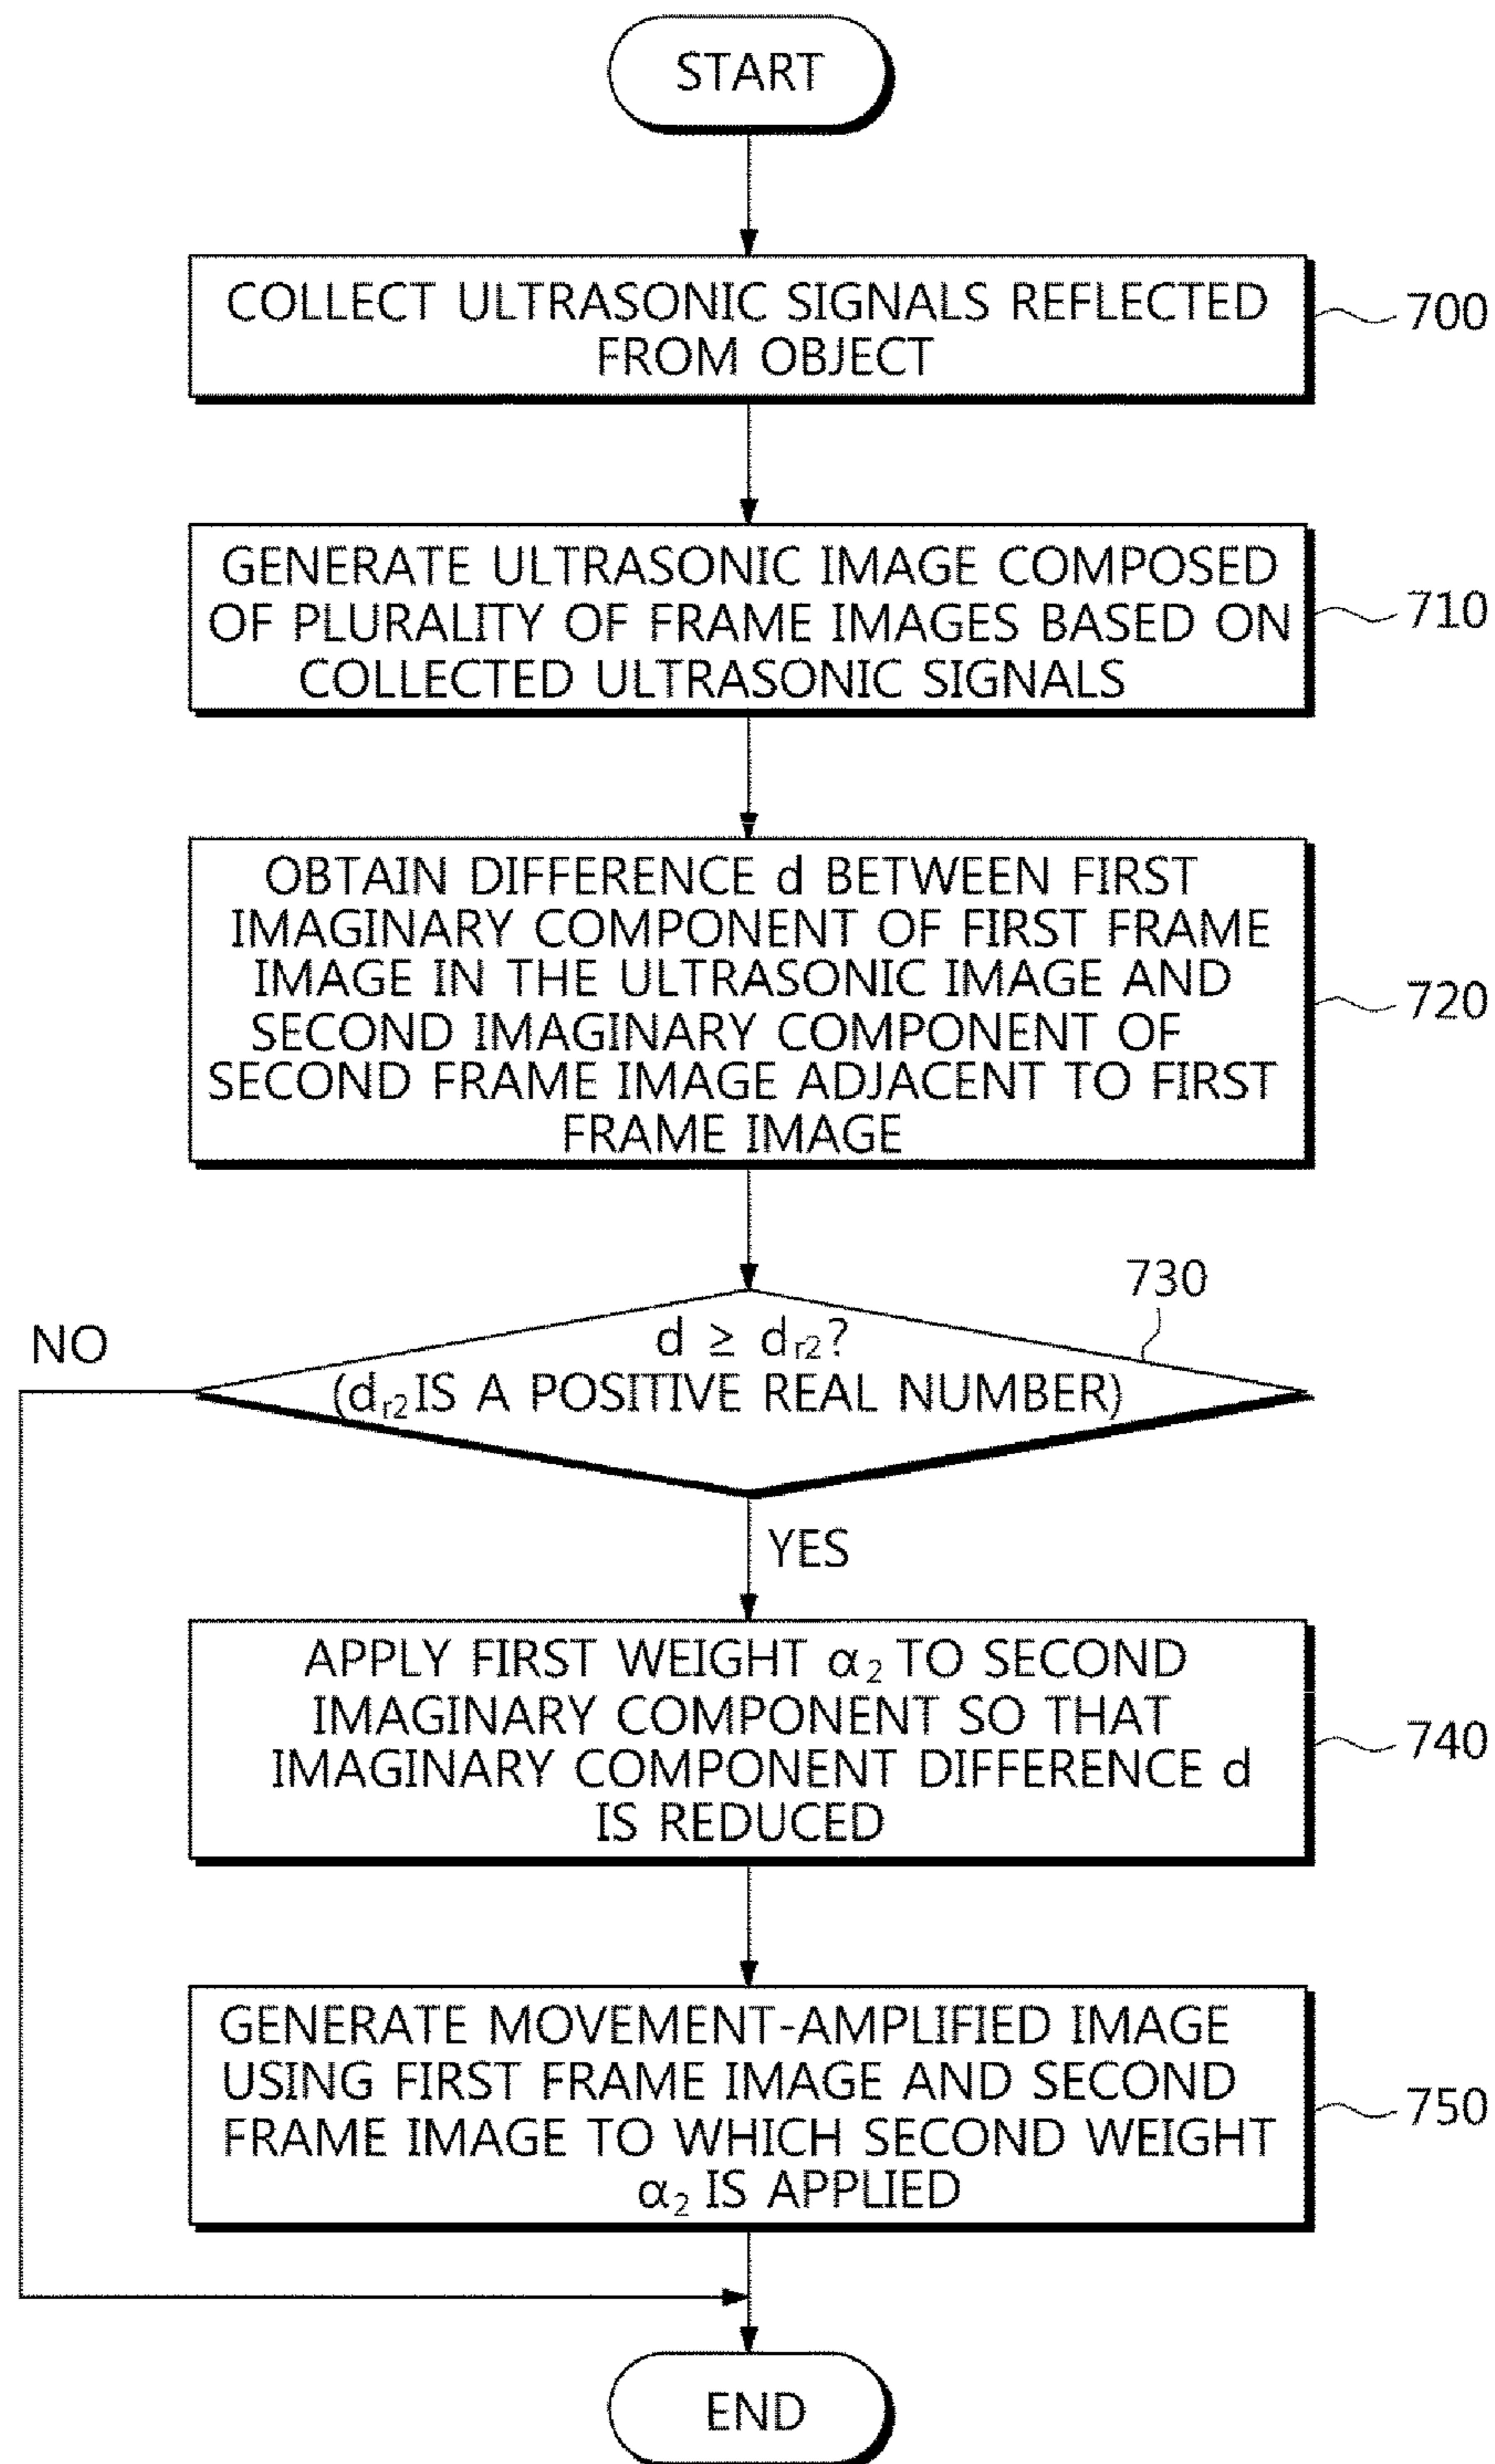 START
COLLECT ULTRASONIC SIGNALS REFLECTED
FROM OBJECT
700
GENERATE ULTRASONIC IMAGE COMPOSED
OF PLURALITY OF FRAME IMAGES BASED ON
COLLECTED ULTRASONIC SIGNALS
710
OBTAIN DIFFERENCE d BETWEEN FIRST
IMAGINARY COMPONENT OF FIRST FRAME
IMAGE IN THE ULTRASONIC IMAGE AND
SECOND IMAGINARY COMPONENT OF
SECOND FRAME IMAGE ADJACENT TO FIRST
FRAME IMAGE
720
730
NO
d ≥ dr2?
(dr2 IS A POSITIVE REAL NUMBER)
YES
APPLY FIRST WEIGHT α2 TO SECOND
IMAGINARY COMPONENT SO THAT
IMAGINARY COMPONENT DIFFERENCE d
IS REDUCED
740
GENERATE MOVEMENT-AMPLIFIED IMAGE
USING FIRST FRAME IMAGE AND SECOND
FRAME IMAGE TO WHICH SECOND WEIGHT
α2 IS APPLIED
750
END